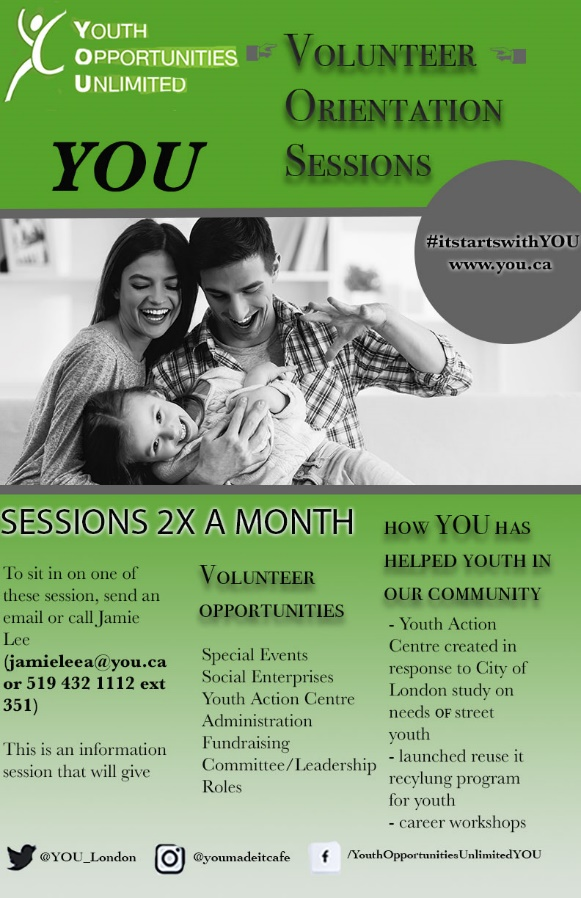 YOUTH
OPPORTUNITIES
UNLIMITED
YOU
VOLUNTEER
ORIENTATION
SESSIONS
#itstartswithYOU
www.you.ca
SESSIONS 2X A MONTH
To sit in on one of
these session, send an
email or call Jamie
Lee
(jamieleea@you.ca
or 519 432 1112 ext
351)
This is an information
session that will give
VOLUNTEER
OPPORTUNITIES
Special Events
Social Enterprises
Youth Action Centre
Administration
Fundraising
Committee/Leadership
Roles
HOW YOU HAS
HELPED YOUTH IN
OUR COMMUNITY
- Youth Action
Centre created in
response to City of
London study on
needs OF street
youth
- launched reuse it
recylung program
for youth
- career workshops
@YOU_London
@youmadeitcafe
f
/YouthOpportunitiesUnlimitedYOU